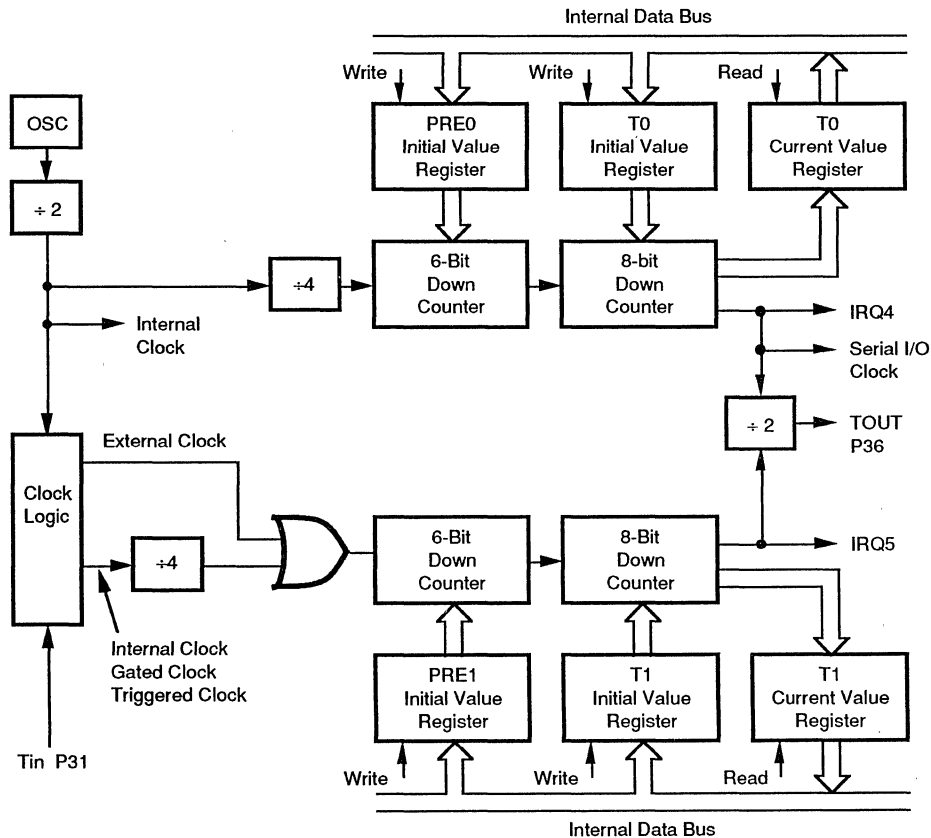 Internal Data Bus
Write
Write
Read
PRE0
Initial Value
Register
T0
Initial Value
Register
T0
Current Value
Register
OSC
÷ 2
÷4
6-Bit
Down
Counter
8-bit
Down
Counter
Internal
Clock
IRQ4
Serial I/O
Clock
÷ 2
TOUT
P36
External Clock
Clock
Logic
÷4
6-Bit
Down
Counter
8-Bit
Down
Counter
IRQ5
Internal Clock
Gated Clock
Triggered Clock
PRE1
Initial Value
Register
T1
Initial Value
Register
T1
Current Value
Register
Tin P31
Write
Write
Read
Internal Data Bus